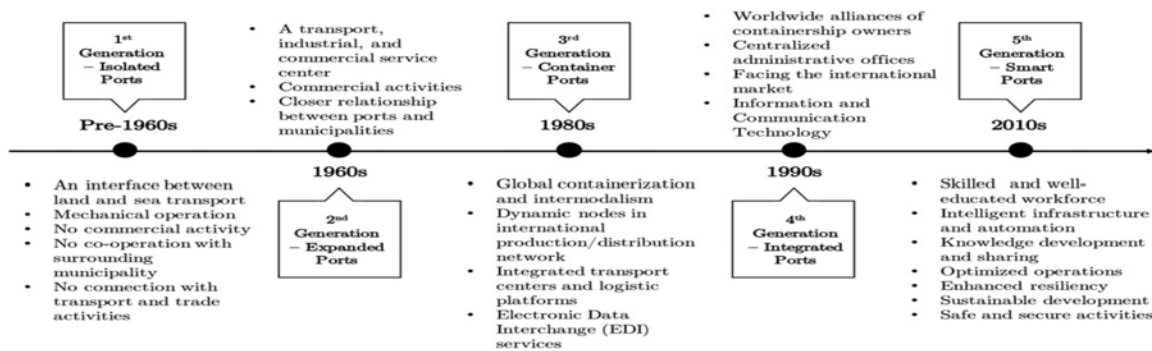 1st
Generation
– Isolated
Ports
Pre-1960s
• An interface between
land and sea transport
• Mechanical operation
• No commercial activity
• No co-operation with
surrounding
municipality
• No connection with
transport and trade
activities
• A transport,
industrial, and
commercial service
center
• Commercial activities
• Closer relationship
between ports and
municipalities
1960s
2nd
Generation
– Expanded
Ports
3rd
Generation
– Container
Ports
1980s
• Global containerization
and intermodalism
• Dynamic nodes in
international
production/distribution
network
• Integrated transport
centers and logistic
platforms
• Electronic Data
Interchange (EDI)
services
• Worldwide alliances of
containership owners
• Centralized
administrative offices
• Facing the international
market
• Information and
Communication
Technology
1990s
4th
Generation
– Integrated
Ports
5th
Generation
– Smart
Ports
2010s
• Skilled and well-
educated workforce
• Intelligent infrastructure
and automation
• Knowledge development
and sharing
• Optimized operations
• Enhanced resiliency
• Sustainable development
• Safe and secure activities